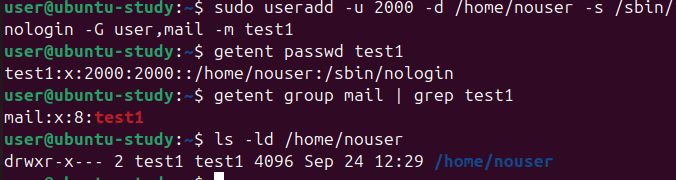 user@ubuntu-study:~$ sudo useradd -u 2000 -d /home/nouser -s /sbin/
nologin -G user,mail -m test1
user@ubuntu-study:~$ getent passwd test1
test1:x:2000:2000::/home/nouser:/sbin/nologin
user@ubuntu-study:~$ getent group mail | grep test1
mail:x:8:test1
user@ubuntu-study:~$ ls -ld /home/nouser
drwxr-x--- 2 test1 test1 4096 Sep 24 12:29 /home/nouser
user@ubuntu-study:~$